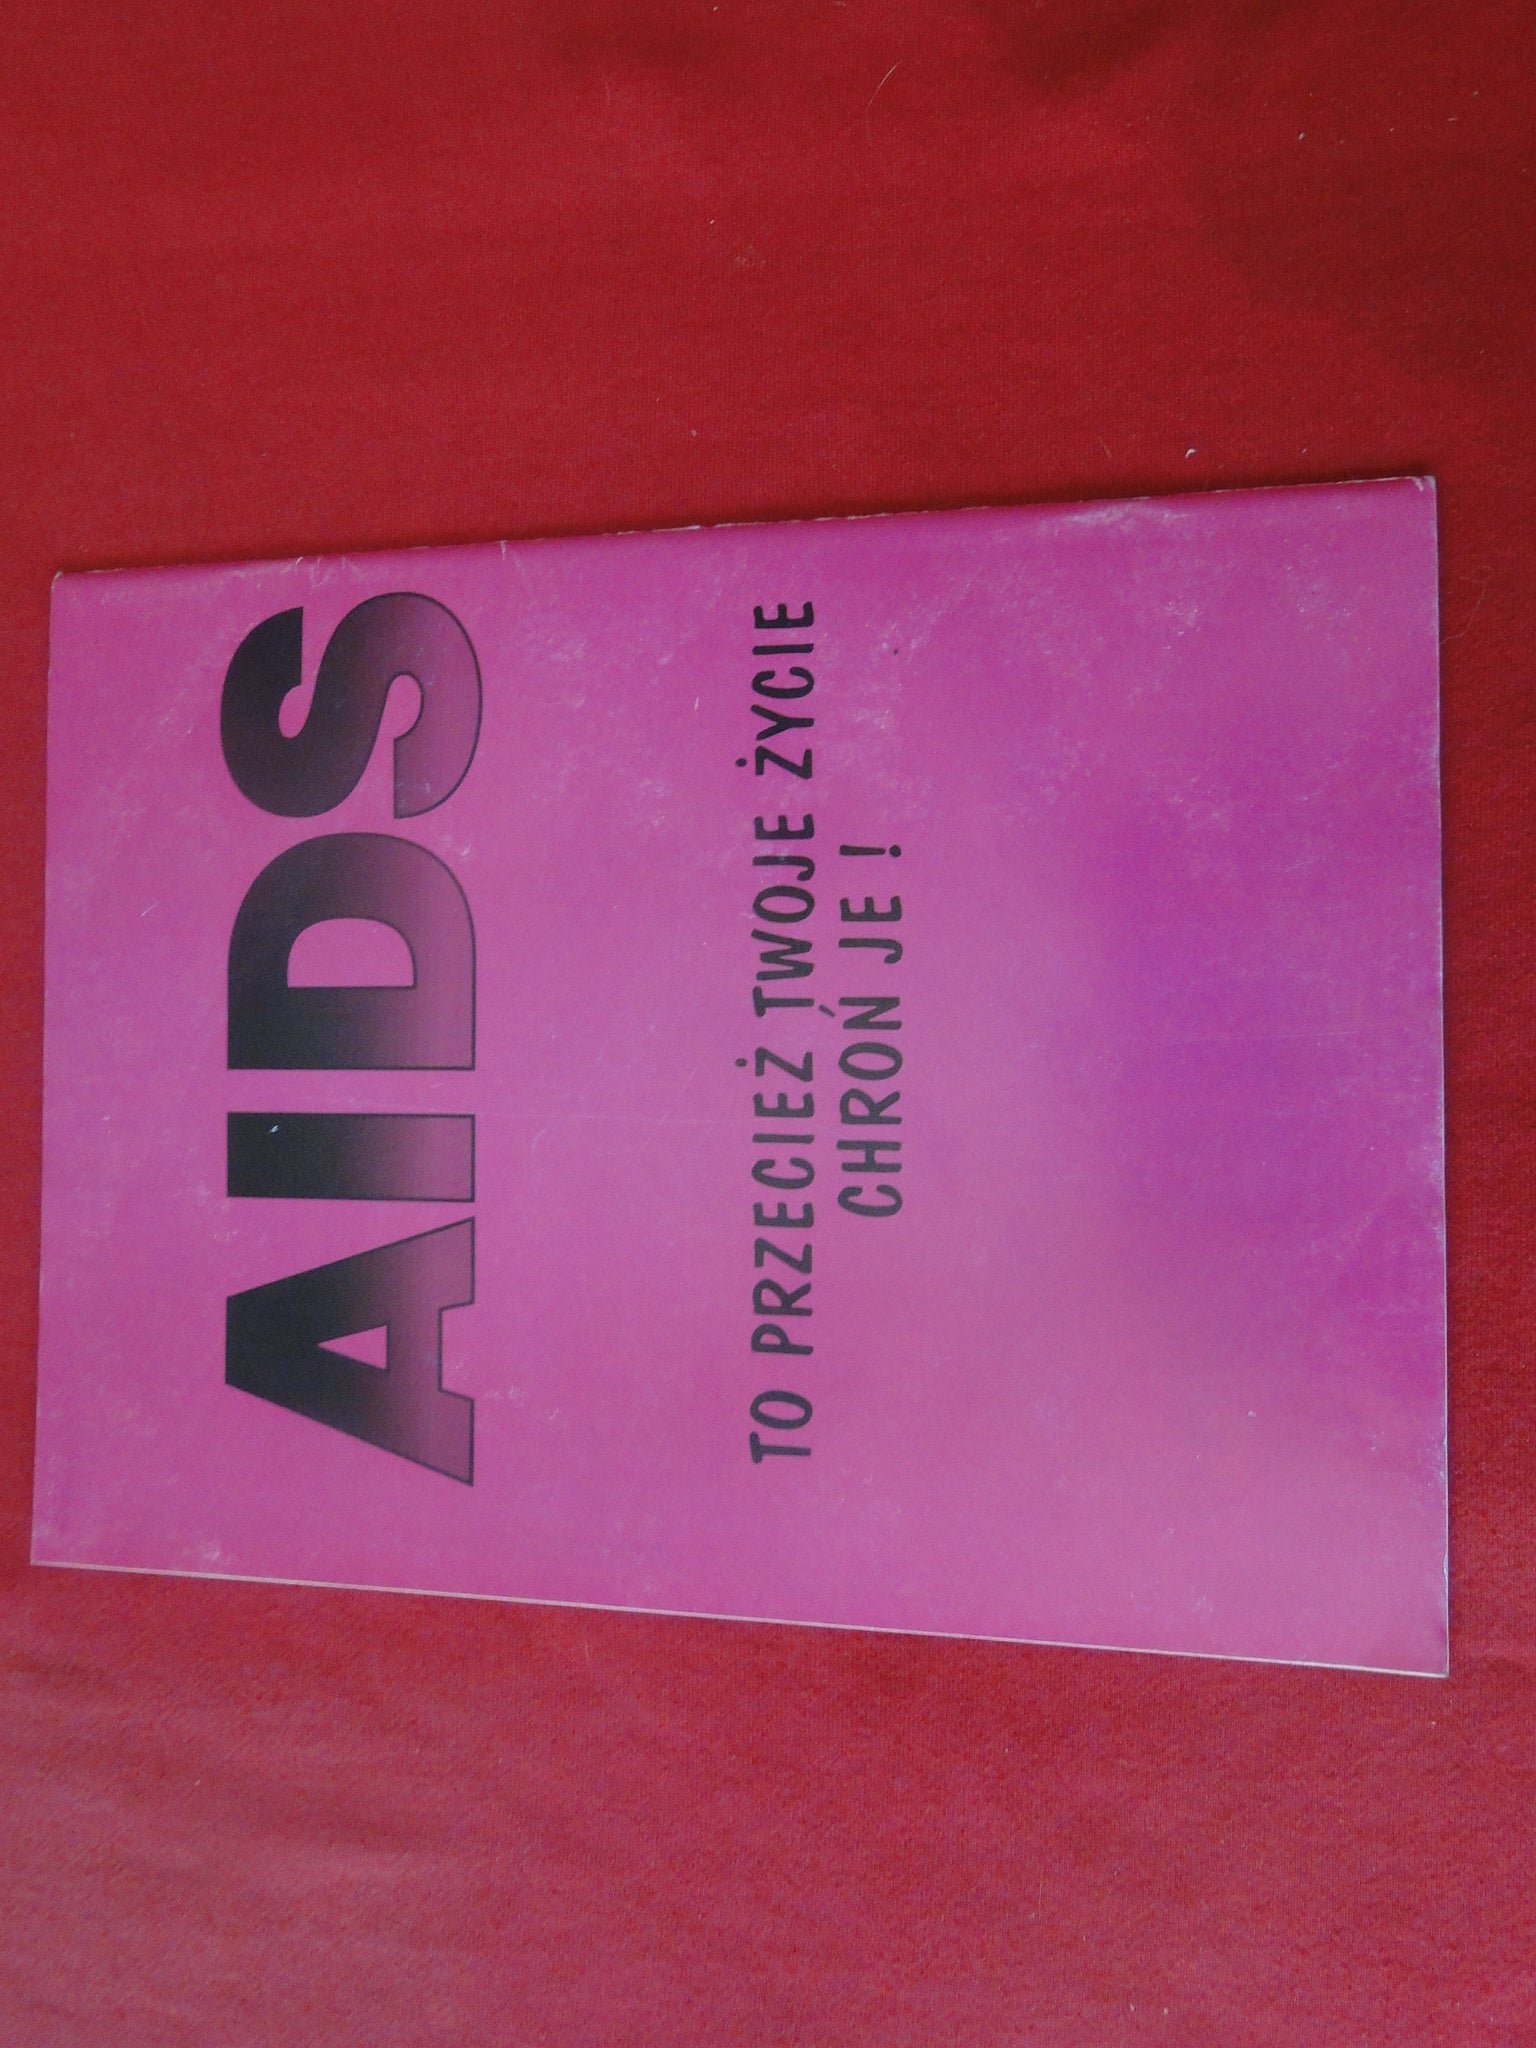 AIDS
TO PRZECIEŻ TWOJE ŻYCIE
CHROŃ JE !